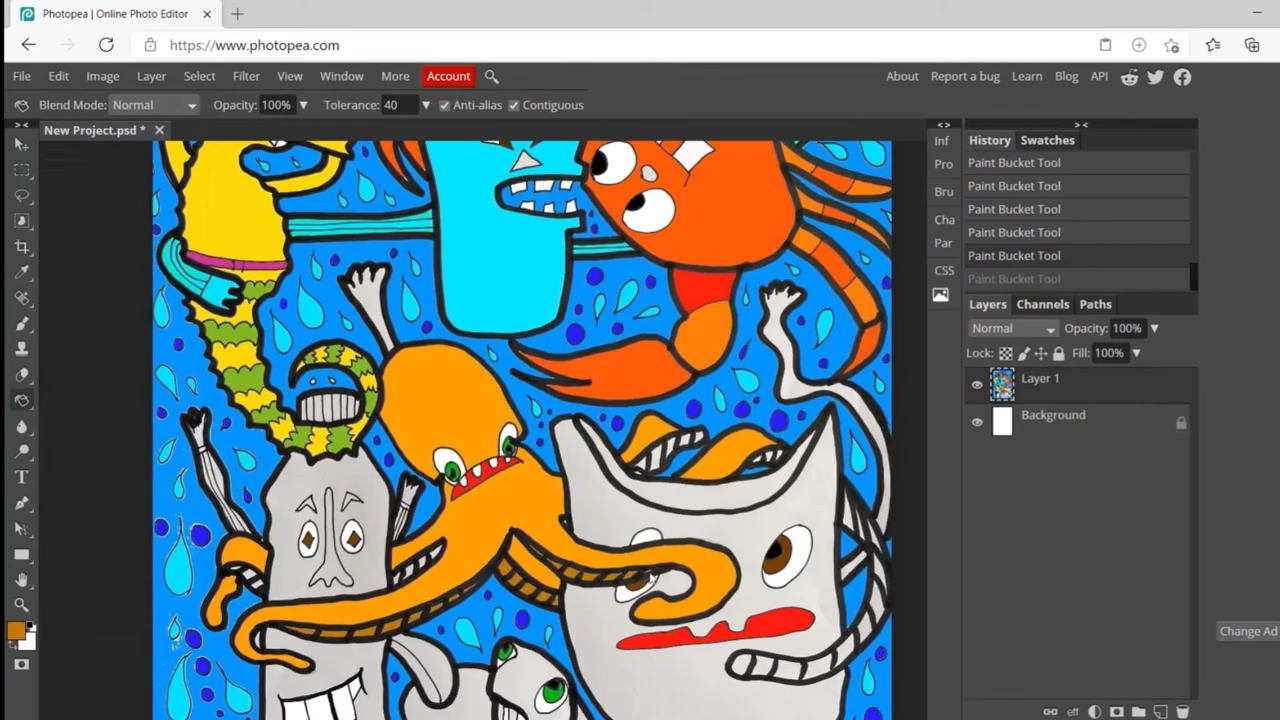 Photopea | Online Photo Editor
https://www.photopea.com
File Edit Image Layer Select Filter View Window More Account About Report a bug Learn Blog API
Blend Mode: Normal Opacity: 100% Tolerance: 40 Anti-alias Contiguous
New Project.psd *
History Swatches
Paint Bucket Tool
Paint Bucket Tool
Paint Bucket Tool
Paint Bucket Tool
Paint Bucket Tool
Paint Bucket Tool
Inf
Pro
Bru
Cha
Par
CSS
Layers Channels Paths
Normal Opacity: 100%
Lock: Fill: 100%
Layer 1
Background
Change Ad
eff